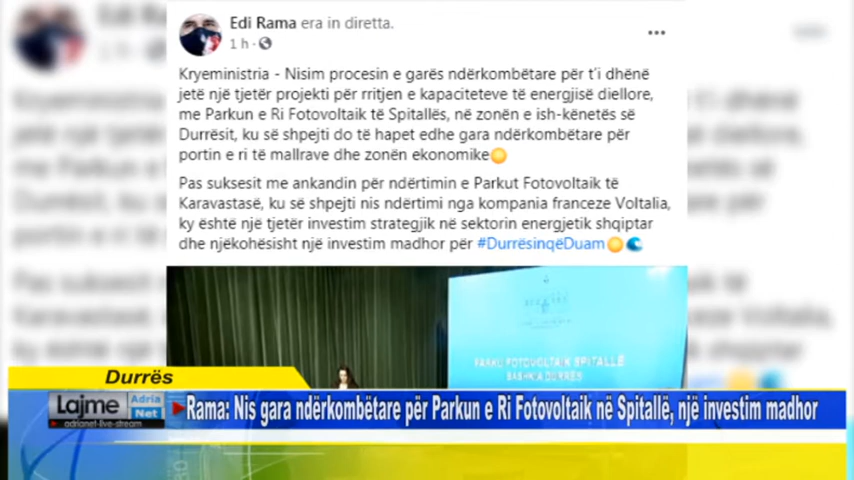 Edi Rama era in diretta.
1 h
Kryeministria - Nisim procesin e garës ndërkombëtare për t'i dhënë
jetë një tjetër projekti për rritjen e kapaciteteve të energjisë diellore,
me Parkun e Ri Fotovoltaik të Spitallës, në zonën e ish-kënetës së
Durrësit, ku së shpejti do të hapet edhe gara ndërkombëtare për
portin e ri të mallrave dhe zonën ekonomike
Pas suksesit me ankandin për ndërtimin e Parkut Fotovoltaik të
Karavastasë, ku së shpejti nis ndërtimi nga kompania franceze Voltalia,
ky është një tjetër investim strategjik në sektorin energjetik shqiptar
dhe njëkohësisht një investim madhor për #DurrësinqëDuam
PARKU FOTOVOLTAIK SPITALLË
BASHKIA DURRËS
Durrës
Lajme Adria Net
adrianet-live-stream
Rama: Nis gara ndërkombëtare për Parkun e Ri Fotovoltaik në Spitallë, një investim madhor